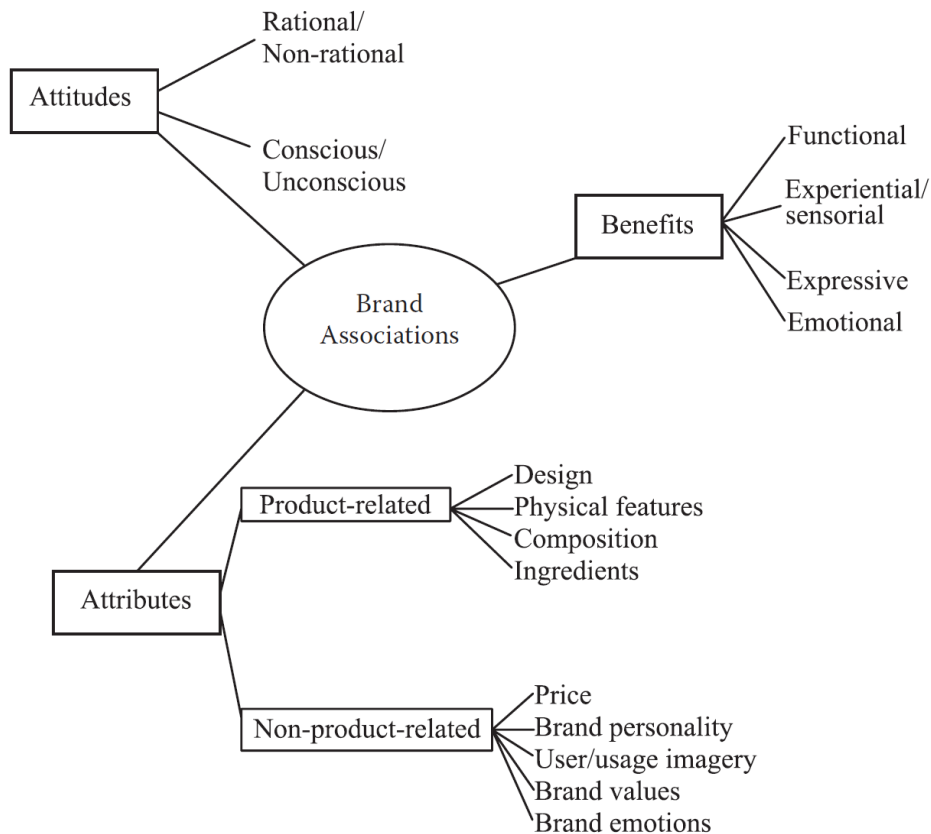 Rational/
Non-rational
Attitudes
Conscious/
Unconscious
Functional
Experiential/
sensorial
Benefits
Expressive
Emotional
Brand
Associations
Design
Product-related
Physical features
Composition
Ingredients
Attributes
Price
Non-product-related
Brand personality
User/usage imagery
Brand values
Brand emotions